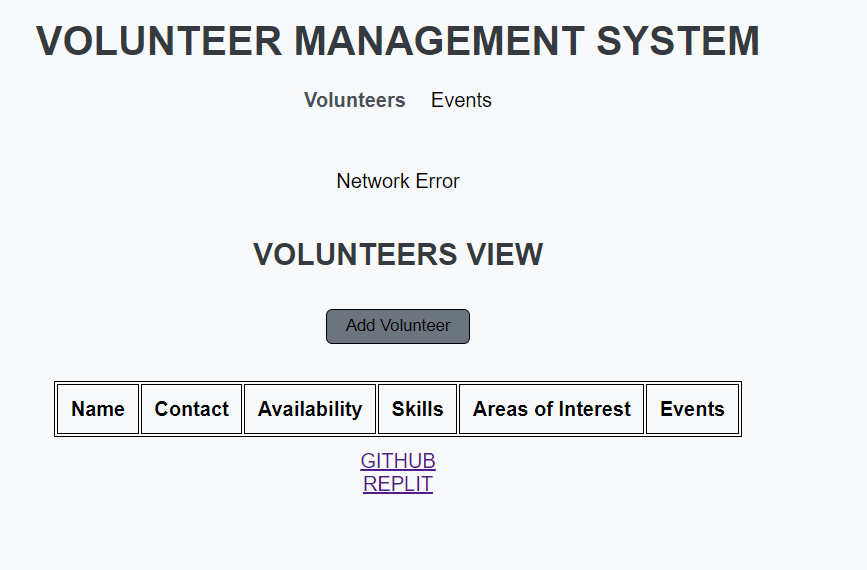 VOLUNTEER MANAGEMENT SYSTEM
Volunteers Events
Network Error
VOLUNTEERS VIEW
Add Volunteer
Name Contact Availability Skills Areas of Interest Events
GITHUB
REPLIT